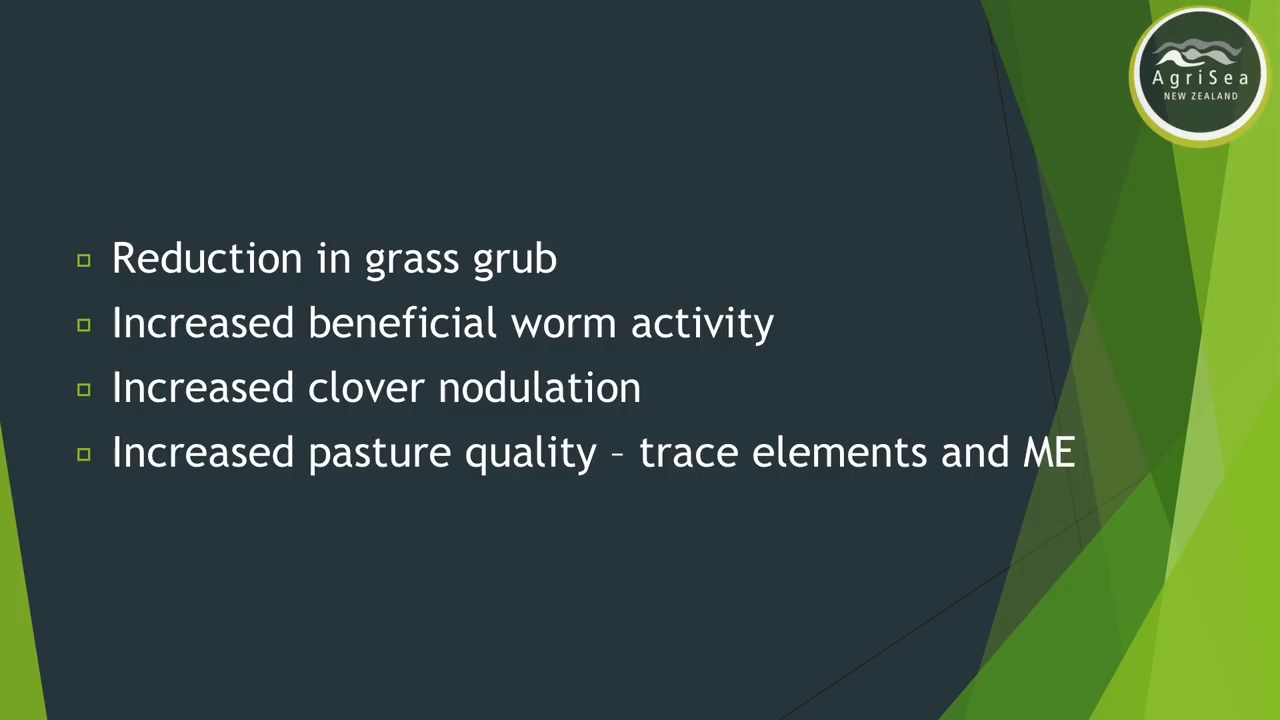 AgriSea
NEW ZEALAND
Reduction in grass grub
Increased beneficial worm activity
Increased clover nodulation
Increased pasture quality – trace elements and ME